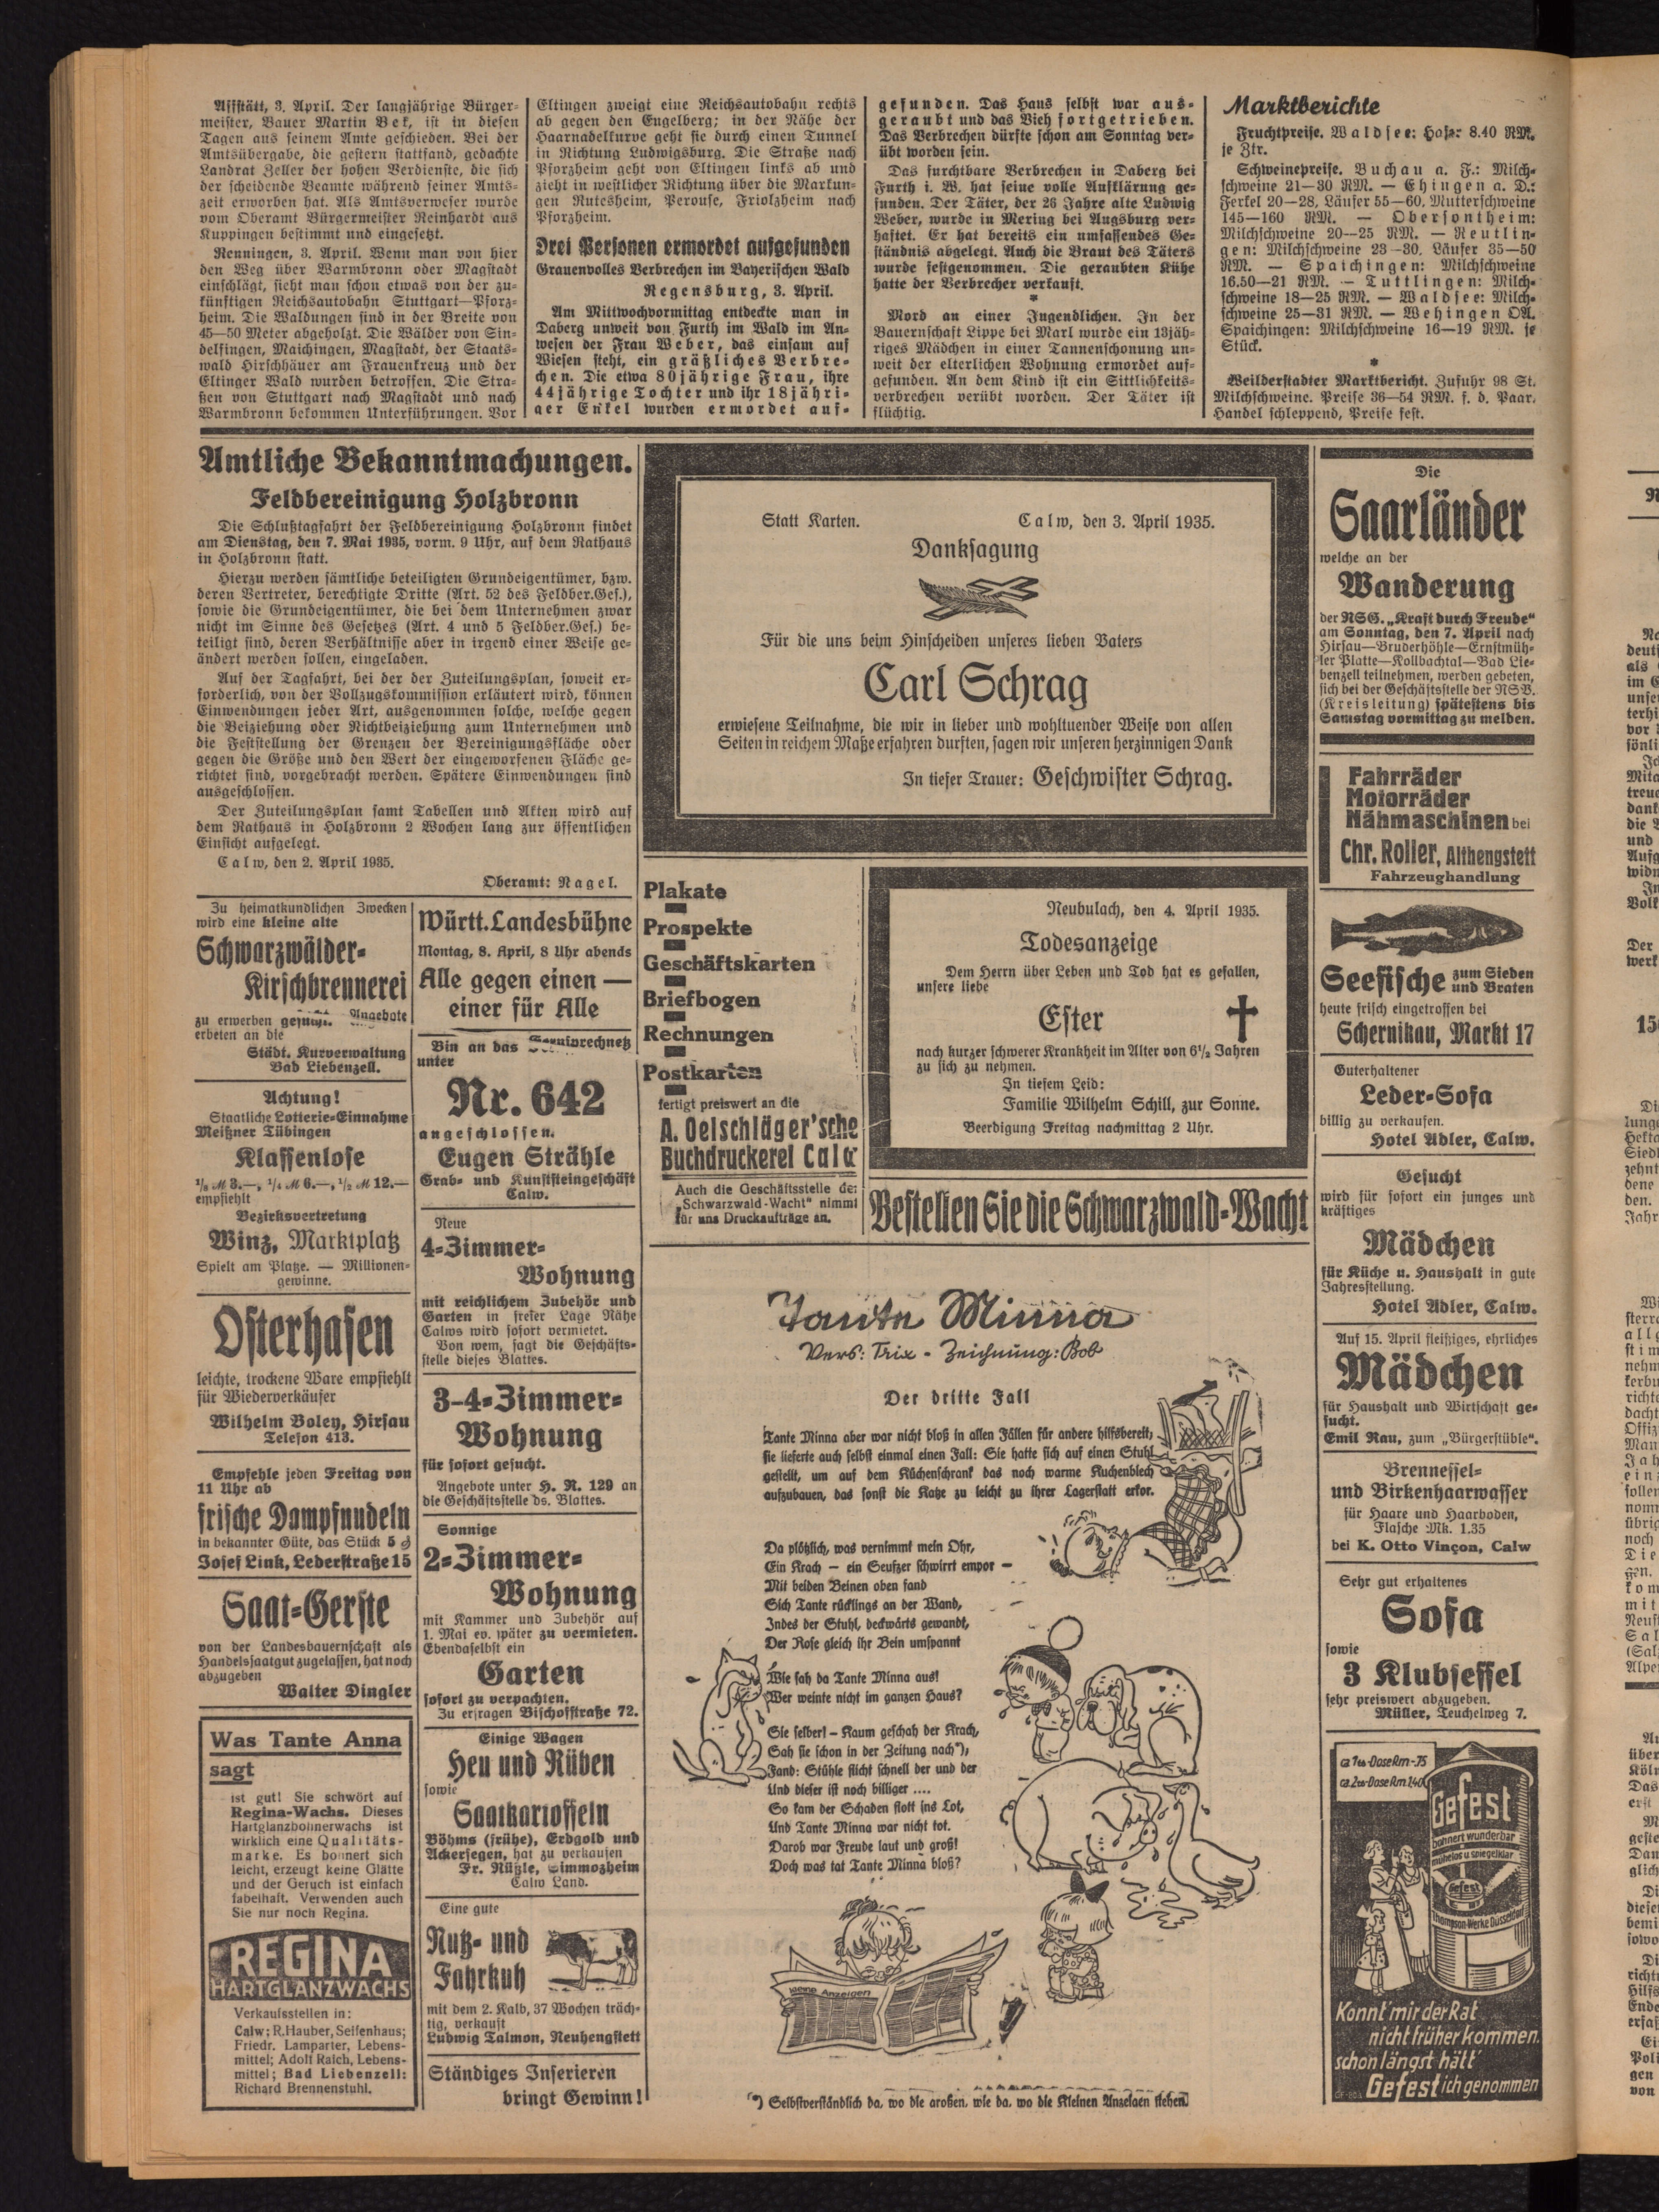 Affstätt, 3. April. Der langjährige Bürger-
meister, Bauer Martin Bek, ist in diesen
Tagen aus seinem Amte geschieden. Bei der
Amtsübergabe, die gestern stattfand, gedachte
Landrat Zeller der hohen Verdienste, die sich
der scheidende Beamte während seiner Amts-
zeit erworben hat. Als Amtsverweser wurde
vom Oberamt Bürgermeister Reinhardt aus
Kuppingen bestimmt und eingesetzt.
Renningen, 3. April. Wenn man von hier
den Weg über Warmbronn oder Magstadt
einschlägt, sieht man schon etwas von der zu-
künftigen Reichsautobahn Stuttgart—Pforz-
heim. Die Waldungen sind in der Breite von
45—50 Meter abgeholzt. Die Wälder von Sin-
delfingen, Maichingen, Magstadt, der Staats-
wald Hirschhäuer am Frauenkreuz und der
Eltinger Wald wurden betroffen. Die Stra-
ßen von Stuttgart nach Magstadt und nach
Warmbronn bekommen Unterführungen. Vor
Eltingen zweigt eine Reichsautobahn rechts
ab gegen den Engelberg; in der Nähe der
Haarnadelkurve geht sie durch einen Tunnel
in Richtung Ludwigsburg. Die Straße nach
Pforzheim geht von Eltingen links ab und
zieht in westlicher Richtung über die Markun-
gen Rutesheim, Perouse, Friolzheim nach
Pforzheim.
Drei Personen ermordet aufgefunden
Grauenvolles Verbrechen im Bayerischen Wald
Regensburg, 3. April.
Am Mittwochvormittag entdeckte man in
Daberg unweit von Furth im Wald im An-
wesen der Frau Weber, das einsam auf
Wiesen steht, ein gräßliches Verbre-
chen. Die etwa 80jährige Frau, ihre
44jährige Tochter und ihr 18jähri-
ger Enkel wurden ermordet auf-
gefunden. Das Haus selbst war aus-
geraubt und das Vieh fortgetrieben.
Das Verbrechen dürfte schon am Sonntag ver-
übt worden sein.
Das furchtbare Verbrechen in Daberg bei
Furth i. W. hat seine volle Aufklärung ge-
funden. Der Täter, der 26 Jahre alte Ludwig
Weber, wurde in Mering bei Augsburg ver-
haftet. Er hat bereits ein umfassendes Ge-
ständnis abgelegt. Auch die Braut des Täters
wurde festgenommen. Die geraubten Kühe
hatte der Verbrecher verkauft.
*
Mord an einer Jugendlichen. In der
Bauernschaft Lippe bei Marl wurde ein 13jäh-
riges Mädchen in einer Tannenschonung un-
weit der elterlichen Wohnung ermordet auf-
gefunden. An dem Kind ist ein Sittlichkeits-
verbrechen verübt worden. Der Täter ist
flüchtig.
Marktberichte
Fruchtpreise. Waldsee: Haber 8.40 RM.
je Ztr.
Schweinepreise. Buchau a. F.: Milch-
schweine 21—30 RM. — Ehingen a. D.:
Ferkel 20—28, Läufer 55—60, Mutterschweine
145—160 RM. — Obersontheim:
Milchschweine 20—25 RM. — Reutlin-
gen: Milchschweine 23—30, Läufer 35—50
RM. — Spaichingen: Milchschweine
16.50—21 RM. — Tuttlingen: Milch-
schweine 18—25 RM. — Waldsee: Milch-
schweine 25—31 RM. — Wehingen OA.
Spaichingen: Milchschweine 16—19 RM. je
Stück.
*
Weilderstadter Marktbericht. Zufuhr 98 St.
Milchschweine. Preise 36—54 RM. f. d. Paar.
Handel schleppend, Preise fest.
Amtliche Bekanntmachungen.
Feldbereinigung Holzbronn
Die Schlußtagfahrt der Feldbereinigung Holzbronn findet
am Dienstag, den 7. Mai 1935, vorm. 9 Uhr, auf dem Rathaus
in Holzbronn statt.
Hierzu werden sämtliche beteiligten Grundeigentümer, bzw.
deren Vertreter, berechtigte Dritte (Art. 52 des Feldber.Ges.),
sowie die Grundeigentümer, die bei dem Unternehmen zwar
nicht im Sinne des Gesetzes (Art. 4 und 5 Feldber.Ges.) be-
teiligt sind, deren Verhältnisse aber in irgend einer Weise ge-
ändert werden sollen, eingeladen.
Auf der Tagfahrt, bei der der Zuteilungsplan, soweit er-
forderlich, von der Vollzugskommission erläutert wird, können
Einwendungen jeder Art, ausgenommen solche, welche gegen
die Beiziehung oder Nichtbeiziehung zum Unternehmen und
die Feststellung der Grenzen der Bereinigungsfläche oder
gegen die Größe und den Wert der eingeworfenen Fläche ge-
richtet sind, vorgebracht werden. Spätere Einwendungen sind
ausgeschlossen.
Der Zuteilungsplan samt Tabellen und Akten wird auf
dem Rathaus in Holzbronn 2 Wochen lang zur öffentlichen
Einsicht aufgelegt.
Calw, den 2. April 1935.
Oberamt: Nagel.
Statt Karten.
Calw, den 3. April 1935.
Danksagung
Für die uns beim Hinscheiden unseres lieben Vaters
Carl Schrag
erwiesene Teilnahme, die wir in lieber und wohltuender Weise von allen
Seiten in reichem Maße erfahren durften, sagen wir unseren herzinnigen Dank
In tiefer Trauer: Geschwister Schrag.
Die
Saarländer
welche an der
Wanderung
der NSG. „Kraft durch Freude“
am Sonntag, den 7. April nach
Hirsau—Bruderhöhle—Ernstmüh-
ler Platte—Kollbachtal—Bad Lie-
benzell teilnehmen, werden gebeten,
sich bei der Geschäftsstelle der NSV.
(Kreisleitung) spätestens bis
Samstag vormittag zu melden.
Fahrräder
Motorräder
Nähmaschinen bei
Chr. Roller, Althengstett
Fahrzeughandlung
Seefische zum Sieden
und Braten
heute frisch eingetroffen bei
Schernikau, Markt 17
Guterhaltener
Leder-Sofa
billig zu verkaufen.
Hotel Adler, Calw.
Gesucht
wird für sofort ein junges und
kräftiges
Mädchen
für Küche u. Haushalt in gute
Jahresstellung.
Hotel Adler, Calw.
Auf 15. April fleißiges, ehrliches
Mädchen
für Haushalt und Wirtschaft ge-
sucht.
Emil Rau, zum „Bürgerstüble“.
Brennessel-
und Birkenhaarwasser
für Haare und Haarboden,
Flasche Mk. 1.35
bei K. Otto Vinçon, Calw
Sehr gut erhaltenes
Sofa
sowie
3 Klubsessel
sehr preiswert abzugeben.
Müller, Teuchelweg 7.
ca 1 kg-Dose Rm -.75
ca. 2 kg-Dose Rm 1.40
Gefest
bohnert wunderbar
mühelos u. spiegelklar
Gefest
Thompson-Werke Düsseldorf
Konnt' mir der Rat
nicht früher kommen,
schon längst hätt'
Gefest ich genommen
Zu heimatkundlichen Zwecken
wird eine kleine alte
Schwarzwälder-
Kirschbrennerei
zu erwerben gesucht. Angebote
erbeten an die
Städt. Kurverwaltung
Bad Liebenzell.
Achtung!
Staatliche Lotterie-Einnahme
Meißner Tübingen
Klassenlose
1/8 M 3.—, 1/4 M 6.—, 1/2 M 12.—
empfiehlt
Bezirksvertretung
Winz, Marktplatz
Spielt am Platze. — Millionen-
gewinne.
Osterhasen
leichte, trockene Ware empfiehlt
für Wiederverkäufer
Wilhelm Boley, Hirsau
Telefon 413.
Empfehle jeden Freitag von
11 Uhr ab
frische Dampfnudeln
in bekannter Güte, das Stück 5 ₰
Josef Link, Lederstraße 15
Saat-Gerste
von der Landesbauernschaft als
Handelssaatgut zugelassen, hat noch
abzugeben
Walter Dingler
Was Tante Anna
sagt
ist gut! Sie schwört auf
Regina-Wachs. Dieses
Hartglanzbohnerwachs ist
wirklich eine Qualitäts-
marke. Es bohnert sich
leicht, erzeugt keine Glätte
und der Geruch ist einfach
fabelhaft. Verwenden auch
Sie nur noch Regina.
REGINA
HARTGLANZWACHS
Verkaufsstellen in:
Calw; R. Hauber, Seifenhaus;
Friedr. Lamparter, Lebens-
mittel; Adolf Raich, Lebens-
mittel; Bad Liebenzell:
Richard Brennenstuhl.
Württ. Landesbühne
Montag, 8. April, 8 Uhr abends
Alle gegen einen —
einer für Alle
Bin an das Fernsprechnetz
unter
Nr. 642
angeschlossen.
Eugen Strähle
Grab- und Kunststeingeschäft
Calw.
Neue
4-Zimmer-
Wohnung
mit reichlichem Zubehör und
Garten in freier Lage Nähe
Calws wird sofort vermietet.
Von wem, sagt die Geschäfts-
stelle dieses Blattes.
3-4-Zimmer-
Wohnung
für sofort gesucht.
Angebote unter H. R. 129 an
die Geschäftsstelle ds. Blattes.
Sonnige
2-Zimmer-
Wohnung
mit Kammer und Zubehör auf
1. Mai ev. später zu vermieten.
Ebendaselbst ein
Garten
sofort zu verpachten.
Zu erfragen Bischofstraße 72.
Einige Wagen
Heu und Rüben
sowie
Saatkartoffeln
Böhms (frühe), Erdgold und
Ackersegen, hat zu verkaufen
Fr. Nüßle, Simmozheim
Calw Land.
Eine gute
Nutz- und
Fahrkuh
mit dem 2. Kalb, 37 Wochen träch-
tig, verkauft
Ludwig Talmon, Neuhengstett
Ständiges Inserieren
bringt Gewinn!
Plakate
Prospekte
Geschäftskarten
Briefbogen
Rechnungen
Postkarten
fertigt preiswert an die
A. Oelschläger'sche
Buchdruckerei Calw
Auch die Geschäftsstelle der
„Schwarzwald-Wacht“ nimmt
für uns Druckaufträge an.
Neubulach, den 4. April 1935.
Todesanzeige
Dem Herrn über Leben und Tod hat es gefallen,
unsere liebe
Ester
nach kurzer schwerer Krankheit im Alter von 6 1/2 Jahren
zu sich zu nehmen.
In tiefem Leid:
Familie Wilhelm Schill, zur Sonne.
Beerdigung Freitag nachmittag 2 Uhr.
Bestellen Sie die Schwarzwald-Wacht
Tante Minna
Vers: Trix - Zeichnung: Bob
Der dritte Fall
Tante Minna aber war nicht bloß in allen Fällen für andere hilfsbereit,
sie lieferte auch selbst einmal einen Fall: Sie hatte sich auf einen Stuhl
gestellt, um auf dem Küchenschrank das noch warme Kuchenblech
aufzubauen, das sonst die Katze zu leicht zu ihrer Lagerstatt erkor.
Da plötzlich, was vernimmt mein Ohr,
Ein Krach — ein Seufzer schwirrt empor —
Mit beiden Beinen oben fand
Sich Tante rücklings an der Wand,
Indes der Stuhl, deckwärts gewandt,
Der Rose gleich ihr Bein umspannt
Wie sah da Tante Minna aus!
Wer weinte nicht im ganzen Haus?
Sie selber! — Kaum geschah der Krach,
Sah sie schon in der Zeitung nach*),
Fand: Stühle flicht schnell der und der
Und dieser ist noch billiger ....
So kam der Schaden flott ins Lot,
Und Tante Minna war nicht tot.
Darob war Freude laut und groß!
Doch was tat Tante Minna bloß?
Kleine Anzeigen
*) Selbstverständlich da, wo die großen, wie da, wo die Kleinen Anzeigen stehen.